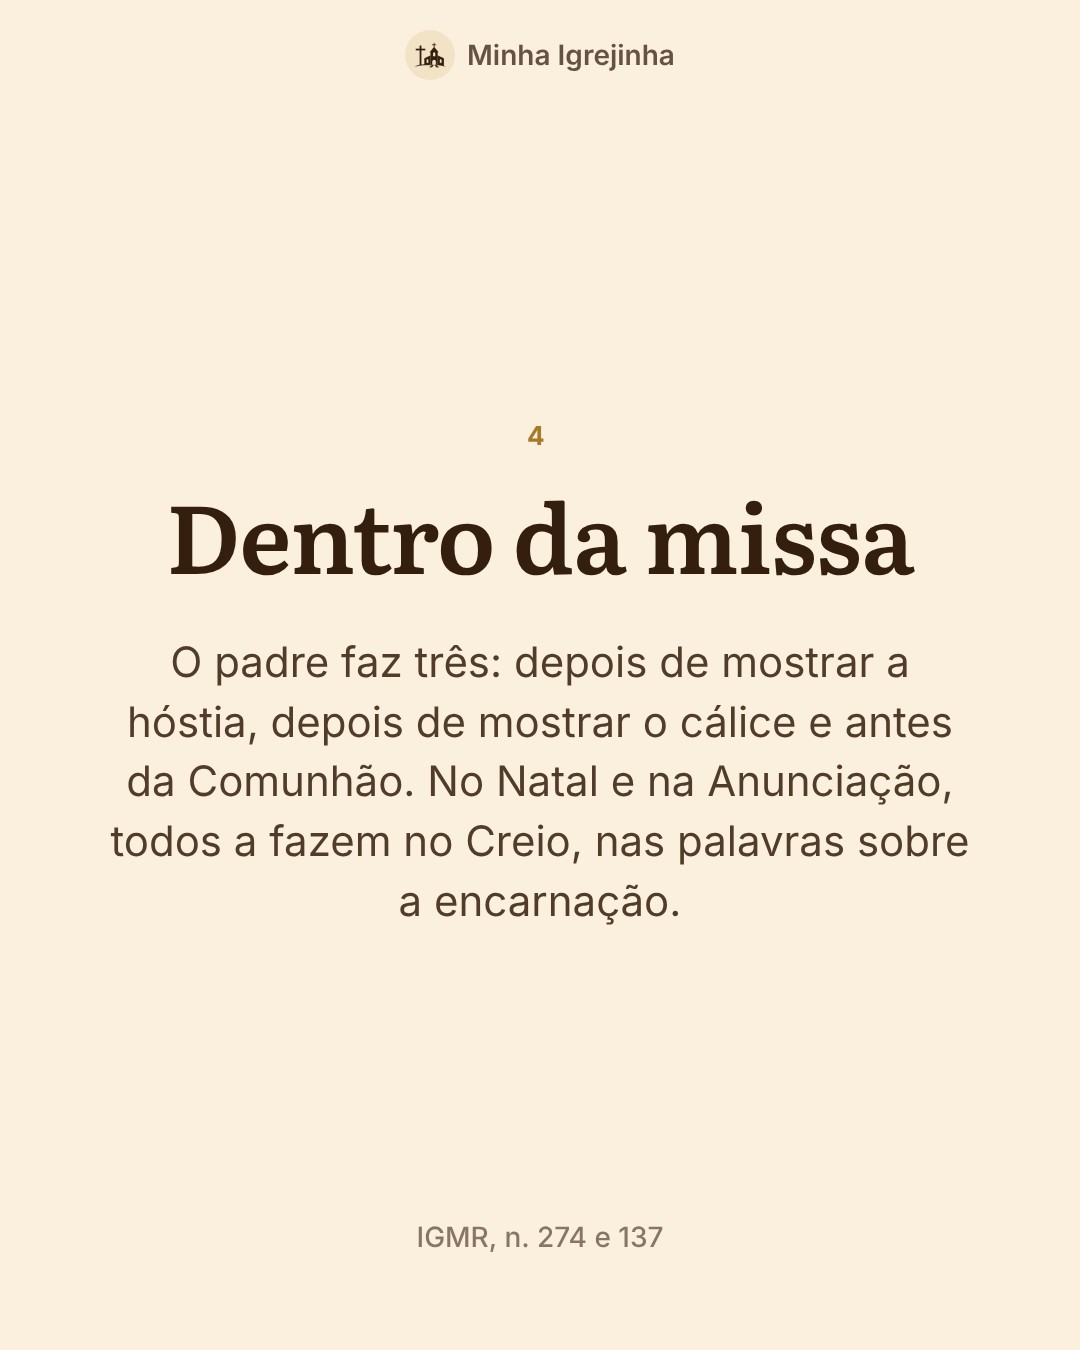 Minha Igrejinha
4
Dentro da missa
O padre faz três: depois de mostrar a
hóstia, depois de mostrar o cálice e antes
da Comunhão. No Natal e na Anunciação,
todos a fazem no Creio, nas palavras sobre
a encarnação.
IGMR, n. 274 e 137